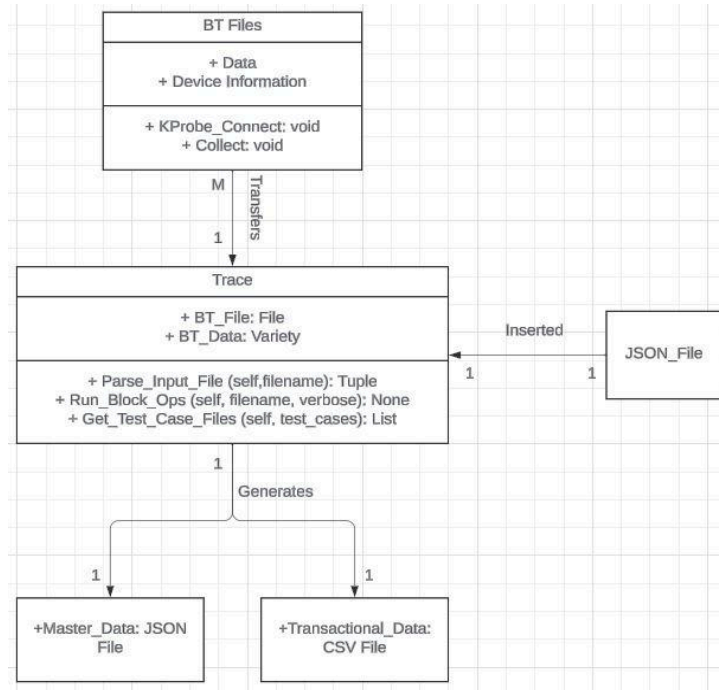 BT Files
+ Data
+ Device Information
+ KProbe_Connect: void
+ Collect: void
M
Transfers
1
Trace
+ BT_File: File
+ BT_Data: Variety
+ Parse_Input_File (self,filename): Tuple
+ Run_Block_Ops (self, filename, verbose): None
+ Get_Test_Case_Files (self, test_cases): List
Inserted
1
1
JSON_File
1
Generates
1
1
+Master_Data: JSON
File
+Transactional_Data:
CSV File